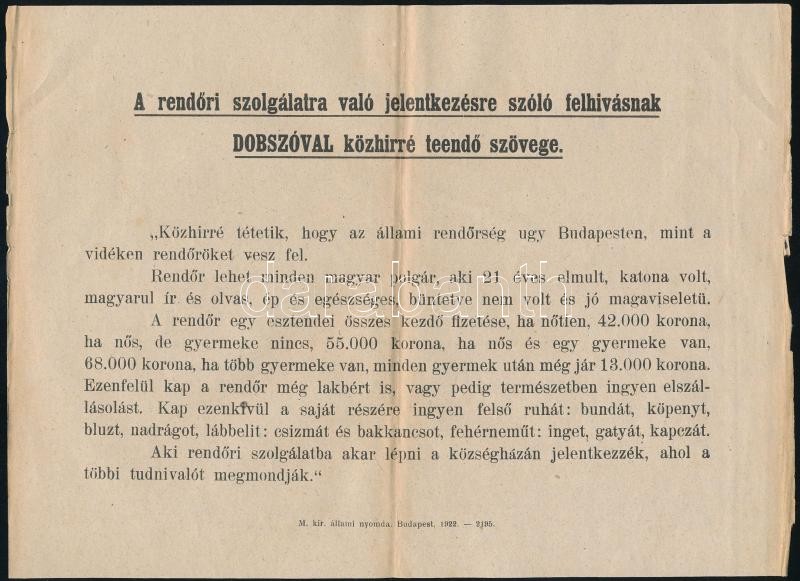 A rendőri szolgálatra való jelentkezésre szóló felhivásnak
DOBSZÓVAL közhirré teendő szövege.
„Közhirré tétetik, hogy az állami rendőrség ugy Budapesten, mint a
vidéken rendőröket vesz fel.
Rendőr lehet minden magyar polgár, aki 21 éves elmult, katona volt,
magyarul ír és olvas, ép és egészséges, büntetve nem volt és jó magaviseletü.
A rendőr egy esztendei összes kezdő fizetése, ha nőtlen, 42.000 korona,
ha nős, de gyermeke nincs, 55.000 korona, ha nős és egy gyermeke van,
68.000 korona, ha több gyermeke van, minden gyermek után még jár 13.000 korona.
Ezenfelül kap a rendőr még lakbért is, vagy pedig természetben ingyen elszál-
lásolást. Kap ezenkívül a saját részére ingyen felső ruhát: bundát, köpenyt,
bluzt, nadrágot, lábbelit: csizmát és bakkancsot, fehérneműt: inget, gatyát, kapczát.
Aki rendőri szolgálatba akar lépni a községházán jelentkezzék, ahol a
többi tudnivalót megmondják.“
M. kir. állami nyomda. Budapest, 1922. — 2195.
darabanth